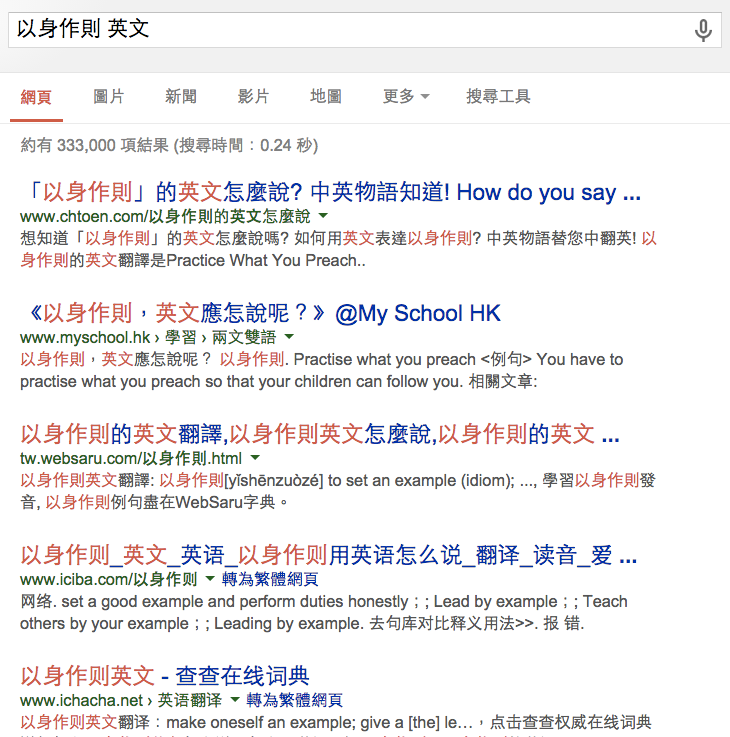 以身作則 英文
網頁 圖片 新聞 影片 地圖 更多 搜尋工具
約有 333,000 項結果 (搜尋時間：0.24 秒)
「以身作則」的英文怎麼說? 中英物語知道! How do you say ...
www.chtoen.com/以身作則的英文怎麼說
想知道「以身作則」的英文怎麼說嗎? 如何用英文表達以身作則? 中英物語替您中翻英! 以
身作則的英文翻譯是Practice What You Preach..
《以身作則，英文應怎說呢？》@My School HK
www.myschool.hk › 學習 › 兩文雙語
以身作則，英文應怎說呢？ 以身作則. Practise what you preach <例句> You have to
practise what you preach so that your children can follow you. 相關文章:
以身作則的英文翻譯,以身作則英文怎麼說,以身作則的英文 ...
tw.websaru.com/以身作則.html
以身作則英文翻譯: 以身作則[yǐshēnzuòzé] to set an example (idiom); ..., 學習以身作則發
音, 以身作則例句盡在WebSaru字典。
以身作则_英文_英语_以身作则用英语怎么说_翻译_读音_爱 ...
www.iciba.com/以身作则 轉為繁體網頁
网络. set a good example and perform duties honestly；; Lead by example；; Teach
others by your example；; Leading by example. 去句库对比释义用法>>. 报 错.
以身作則英文 - 查查在线词典
www.ichacha.net › 英语翻译 轉為繁體網頁
以身作則英文翻译：make oneself an example; give a [the] le…，点击查查权威在线词典